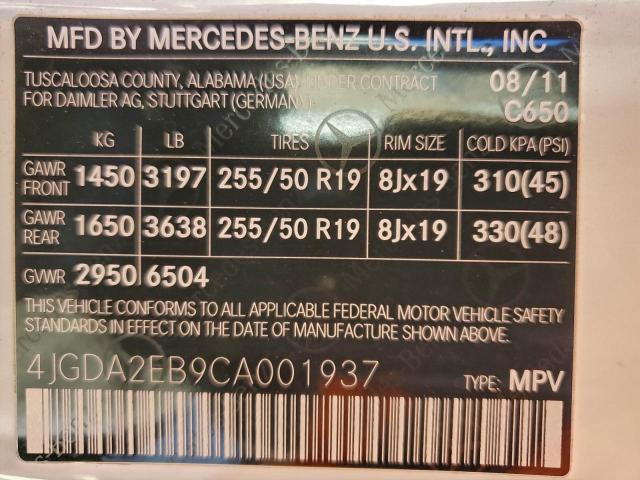 MFD BY MERCEDES-BENZ U.S. INTL., INC
TUSCALOOSA COUNTY, ALABAMA (USA) UNDER CONTRACT 08/11
FOR DAIMLER AG, STUTTGART (GERMANY) C650
KG LB TIRES RIM SIZE COLD KPA(PSI)
GAWR FRONT 1450 3197 255/50 R19 8Jx19 310(45)
GAWR REAR 1650 3638 255/50 R19 8Jx19 330(48)
GVWR 2950 6504
THIS VEHICLE CONFORMS TO ALL APPLICABLE FEDERAL MOTOR VEHICLE SAFETY
STANDARDS IN EFFECT ON THE DATE OF MANUFACTURE SHOWN ABOVE.
4JGDA2EB9CA001937 TYPE: MPV